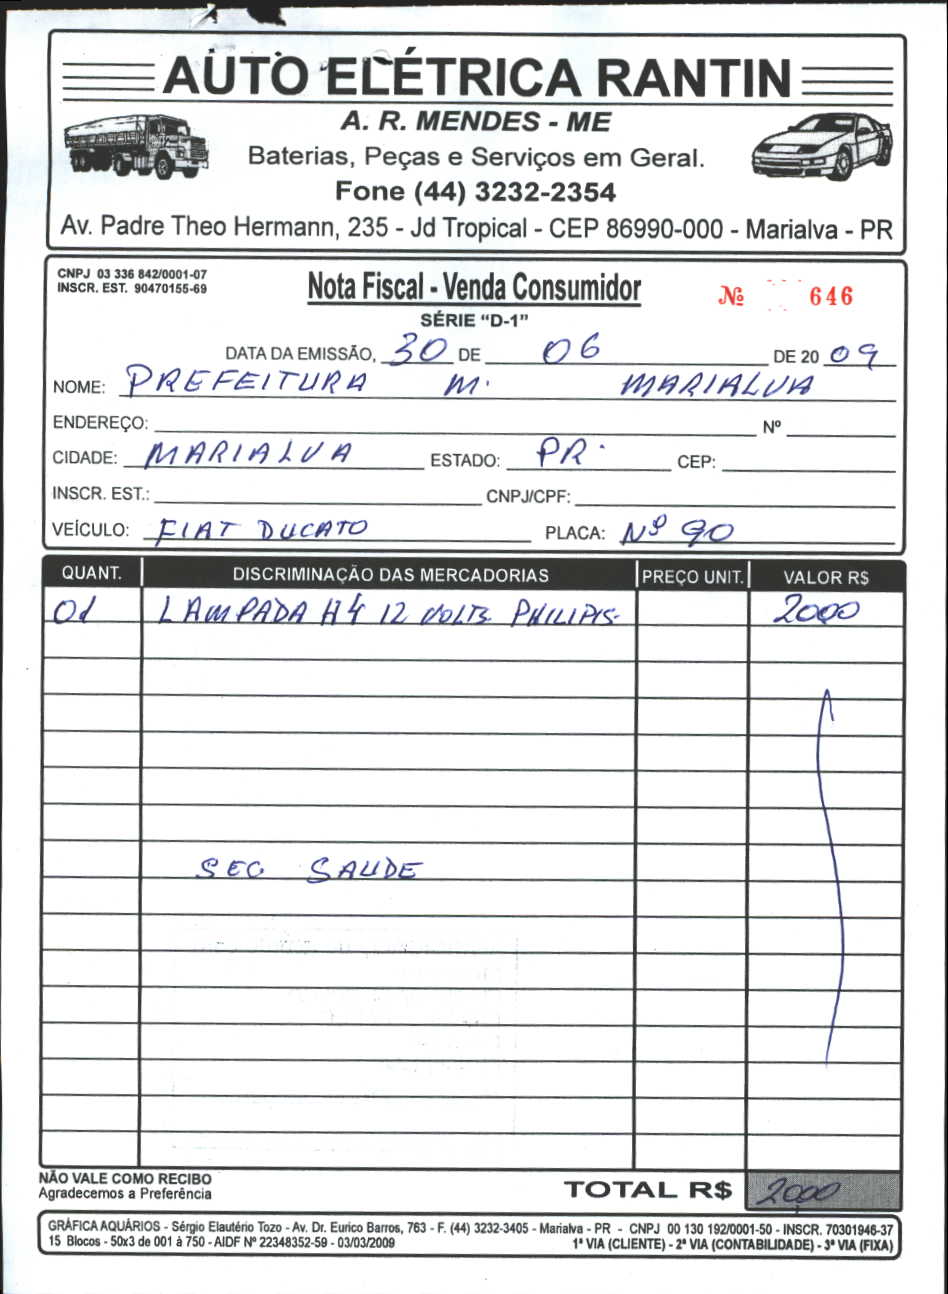 AUTO ELÉTRICA RANTIN
A. R. MENDES - ME
Baterias, Peças e Serviços em Geral.
Fone (44) 3232-2354
Av. Padre Theo Hermann, 235 - Jd Tropical - CEP 86990-000 - Marialva - PR
CNPJ 03 336 842/0001-07
INSCR. EST. 90470155-69
Nota Fiscal - Venda Consumidor
Nº 646
SÉRIE "D-1"
DATA DA EMISSÃO, 30 DE 06 DE 2009
NOME: PREFEITURA M. MARIALVA
ENDEREÇO: Nº
CIDADE: MARIALVA ESTADO: PR. CEP:
INSCR. EST.: CNPJ/CPF:
VEÍCULO: FIAT DUCATO PLACA: Nº 90
QUANT. DISCRIMINAÇÃO DAS MERCADORIAS PREÇO UNIT. VALOR R$
01 LAMPADA H4 12 VOLTS PHILIPIS 2000
SEC SAUDE
NÃO VALE COMO RECIBO
Agradecemos a Preferência
TOTAL R$ 2000
GRÁFICA AQUÁRIOS - Sérgio Elautério Tozo - Av. Dr. Eurico Barros, 763 - F. (44) 3232-3405 - Marialva - PR - CNPJ 00 130 192/0001-50 - INSCR. 70301946-37
15 Blocos - 50x3 de 001 à 750 - AIDF Nº 22348352-59 - 03/03/2009 1ª VIA (CLIENTE) - 2ª VIA (CONTABILIDADE) - 3ª VIA (FIXA)